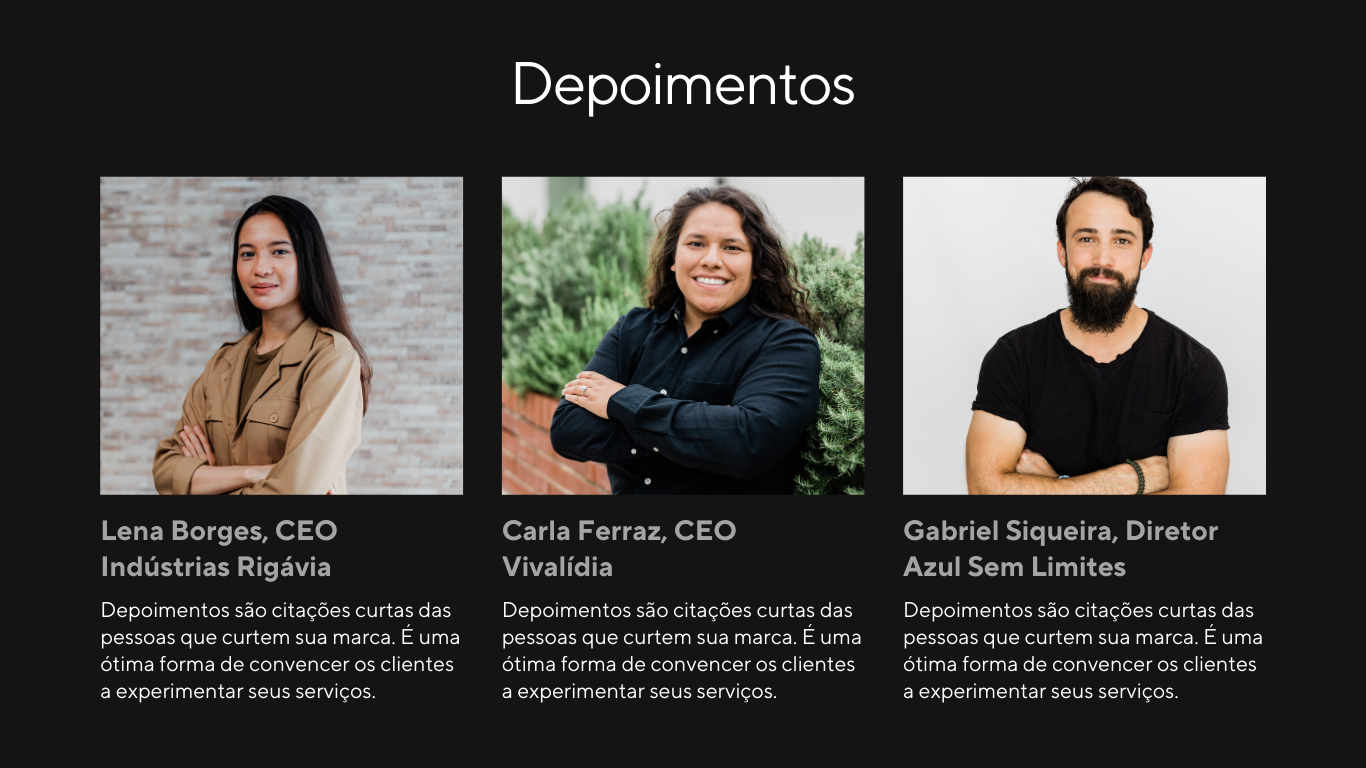 Depoimentos
Lena Borges, CEO
Indústrias Rigávia
Depoimentos são citações curtas das
pessoas que curtem sua marca. É uma
ótima forma de convencer os clientes
a experimentar seus serviços.
Carla Ferraz, CEO
Vivalídia
Depoimentos são citações curtas das
pessoas que curtem sua marca. É uma
ótima forma de convencer os clientes
a experimentar seus serviços.
Gabriel Siqueira, Diretor
Azul Sem Limites
Depoimentos são citações curtas das
pessoas que curtem sua marca. É uma
ótima forma de convencer os clientes
a experimentar seus serviços.